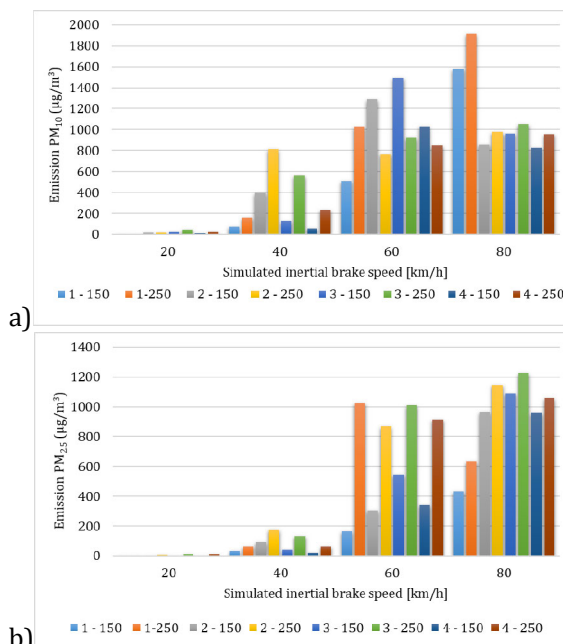 a)
Emission PM₁₀ (µg/m³)
2000
1800
1600
1400
1200
1000
800
600
400
200
0
20 40 60 80
Simulated inertial brake speed [km/h]
1 - 150 1-250 2 - 150 2 - 250 3 - 150 3 - 250 4 - 150 4 - 250
b)
Emission PM₂.₅ (µg/m³)
1400
1200
1000
800
600
400
200
0
20 40 60 80
Simulated inertial brake speed [km/h]
1 - 150 1-250 2 - 150 2 - 250 3 - 150 3 - 250 4 - 150 4 - 250